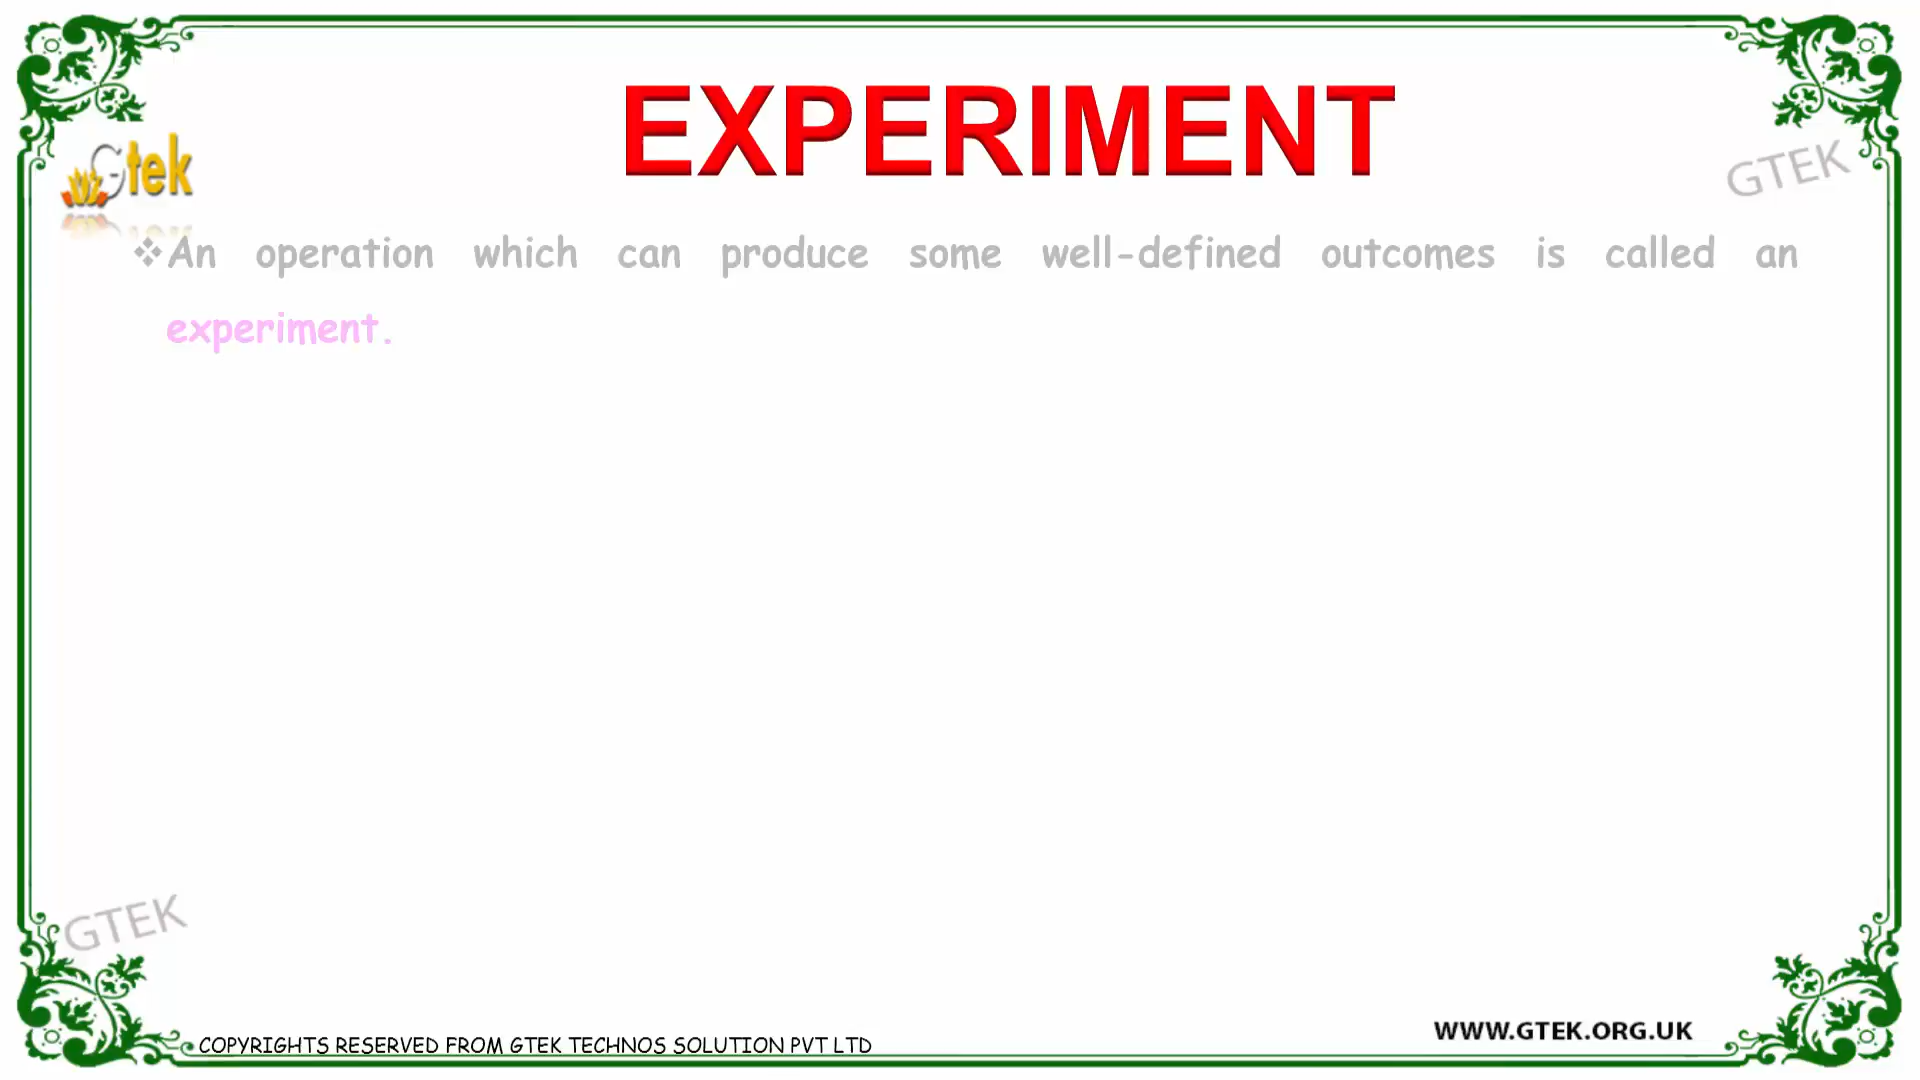 EXPERIMENT
Gtek
GTEK
❖An operation which can produce some well-defined outcomes is called an
experiment.
GTEK
WWW.GTEK.ORG.UK
COPYRIGHTS RESERVED FROM GTEK TECHNOS SOLUTION PVT LTD